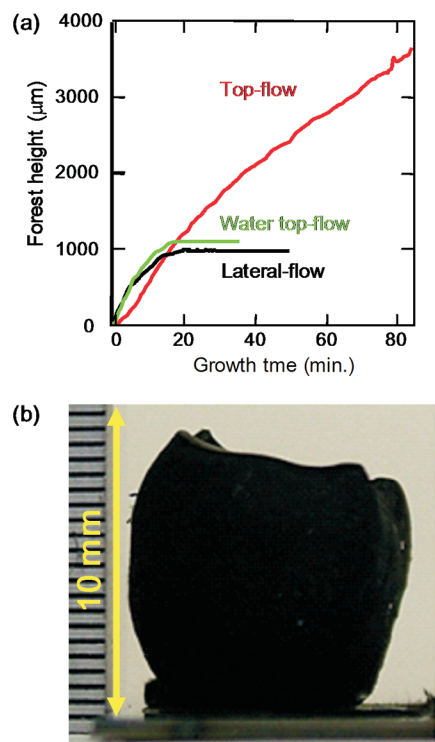 (a)
4000
3000
2000
1000
0
Forest height (μm)
Top-flow
Water top-flow
Lateral-flow
0 20 40 60 80
Growth tme (min.)
(b)
10 mm